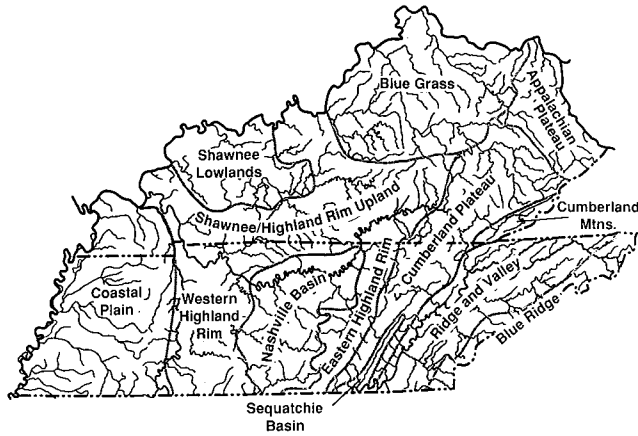 Blue Grass
Appalachian
Plateau
Shawnee
Lowlands
Shawnee/Highland Rim Upland
Cumberland Plateau
Cumberland
Mtns.
Coastal
Plain
Western
Highland
Rim
Nashville Basin
Eastern Highland Rim
Ridge and Valley
Blue Ridge
Sequatchie
Basin